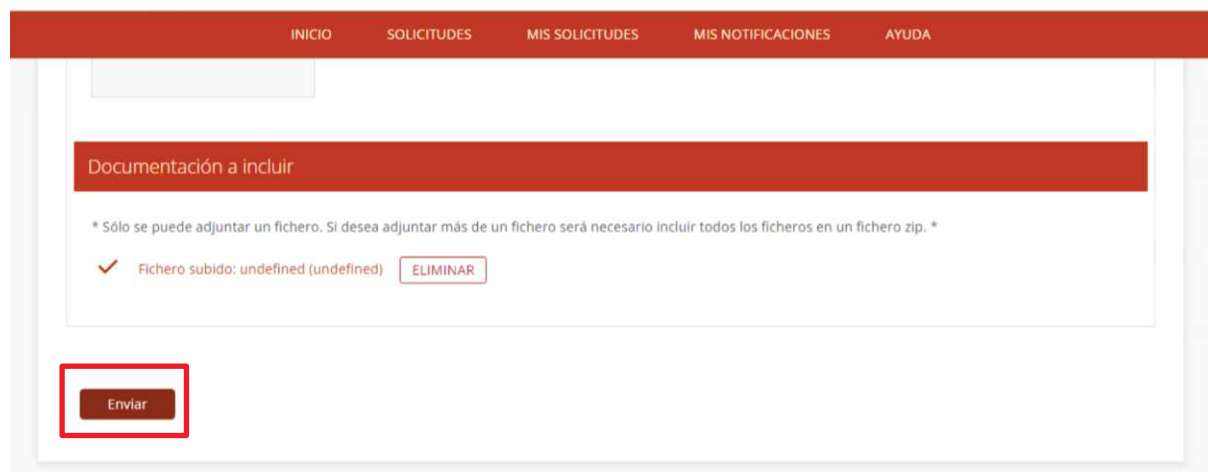 INICIO SOLICITUDES MIS SOLICITUDES MIS NOTIFICACIONES AYUDA
Documentación a incluir
* Sólo se puede adjuntar un fichero. Si desea adjuntar más de un fichero será necesario incluir todos los ficheros en un fichero zip. *
Fichero subido: undefined (undefined) ELIMINAR
Enviar